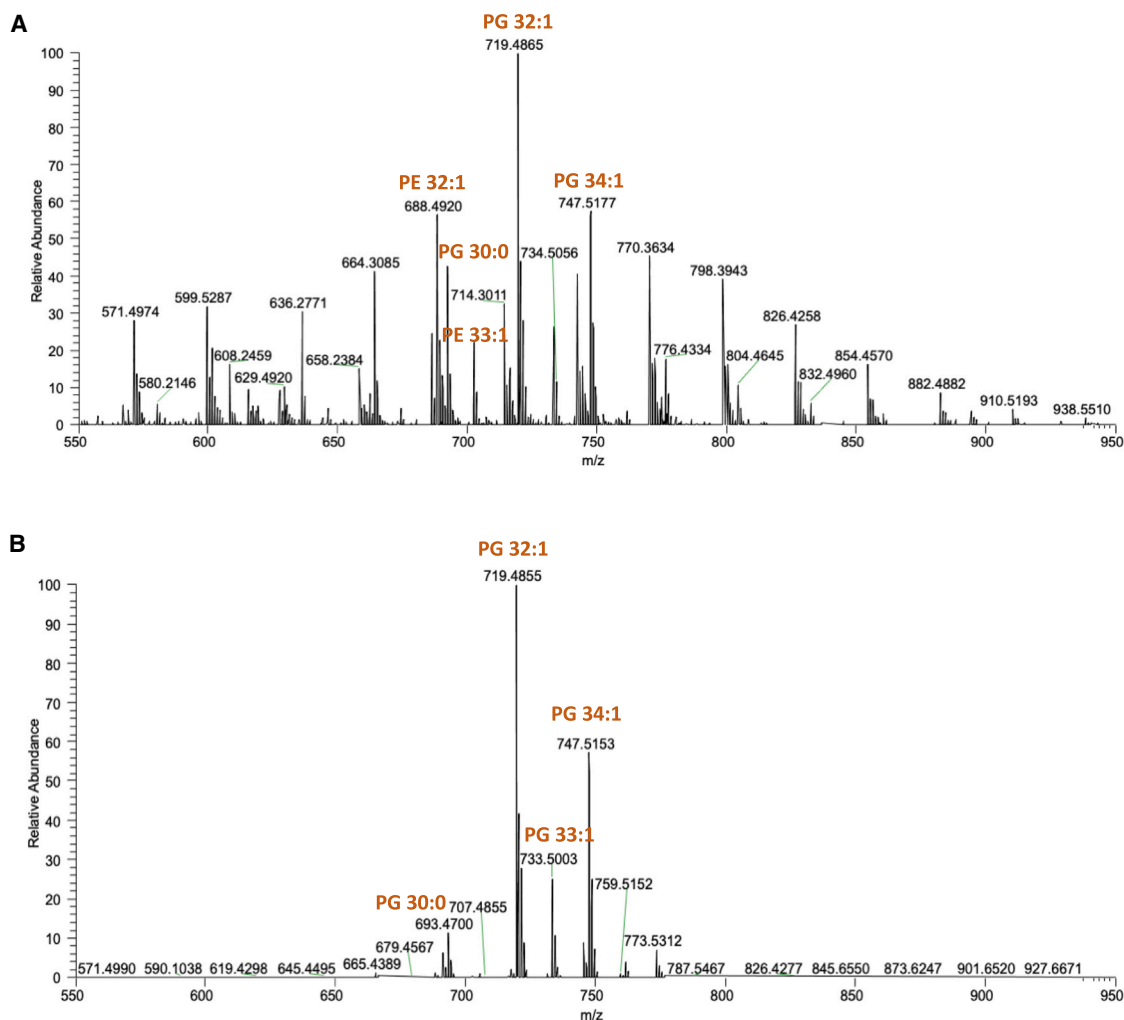 A
PG 32:1
719.4865
100
90
80
70
60
50
40
30
20
10
0
Relative Abundance
PE 32:1
688.4920
PG 34:1
747.5177
PG 30:0
734.5056
770.3634
664.3085
798.3943
599.5287
636.2771
714.3011
571.4974
PE 33:1
826.4258
608.2459
658.2384
776.4334
854.4570
629.4920
804.4645
580.2146
832.4960
882.4882
910.5193
938.5510
550 600 650 700 750 800 850 900 950
m/z
B
PG 32:1
719.4855
100
90
80
70
60
50
40
30
20
10
0
Relative Abundance
PG 34:1
747.5153
PG 33:1
733.5003
PG 30:0
707.4855
759.5152
693.4700
679.4567
773.5312
571.4990 590.1038 619.4298 645.4495 665.4389 787.5467 826.4277 845.6550 873.6247 901.6520 927.6671
550 600 650 700 750 800 850 900 950
m/z